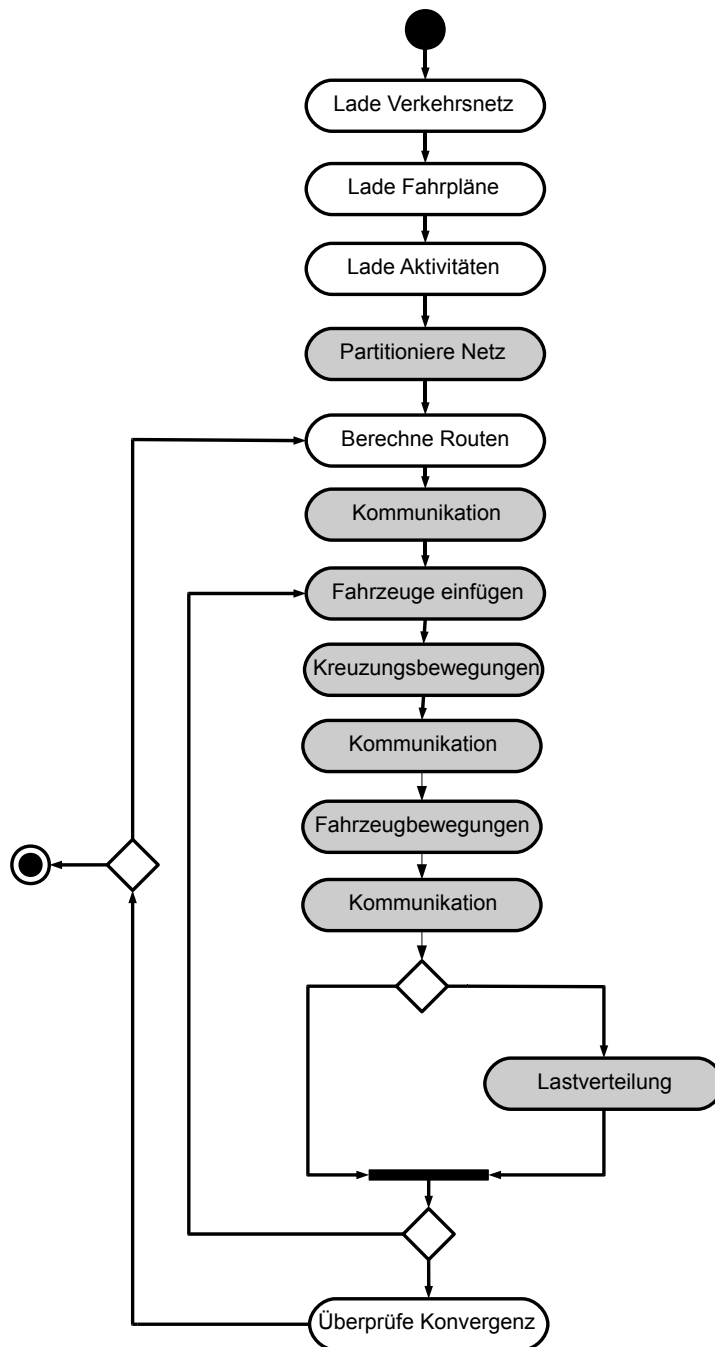 Lade Verkehrsnetz
Lade Fahrpläne
Lade Aktivitäten
Partitioniere Netz
Berechne Routen
Kommunikation
Fahrzeuge einfügen
Kreuzungsbewegungen
Kommunikation
Fahrzeugbewegungen
Kommunikation
Lastverteilung
Überprüfe Konvergenz